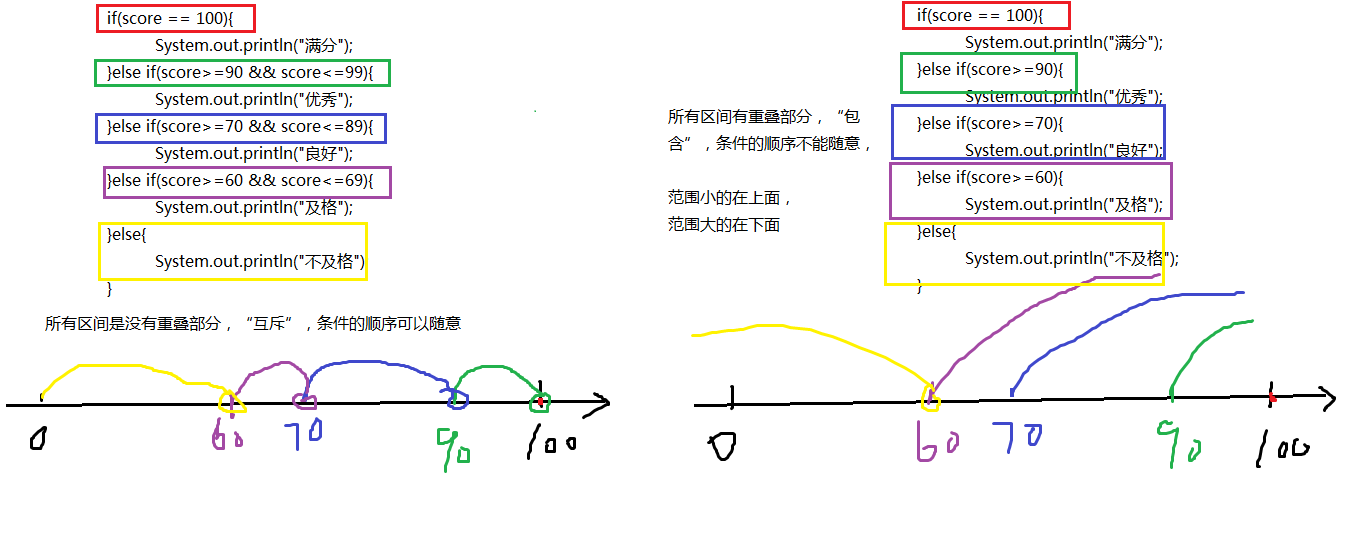 if(score == 100){
System.out.println("满分");
}else if(score>=90 && score<=99){
System.out.println("优秀");
}else if(score>=70 && score<=89){
System.out.println("良好");
}else if(score>=60 && score<=69){
System.out.println("及格");
}else{
System.out.println("不及格")
}
所有区间是没有重叠部分，“互斥”，条件的顺序可以随意
0
60
70
90
100
if(score == 100){
System.out.println("满分");
}else if(score>=90){
System.out.println("优秀");
}else if(score>=70){
System.out.println("良好");
}else if(score>=60){
System.out.println("及格");
}else{
System.out.println("不及格");
}
所有区间有重叠部分，“包
含”，条件的顺序不能随意，
范围小的在上面，
范围大的在下面
0
60
70
90
100